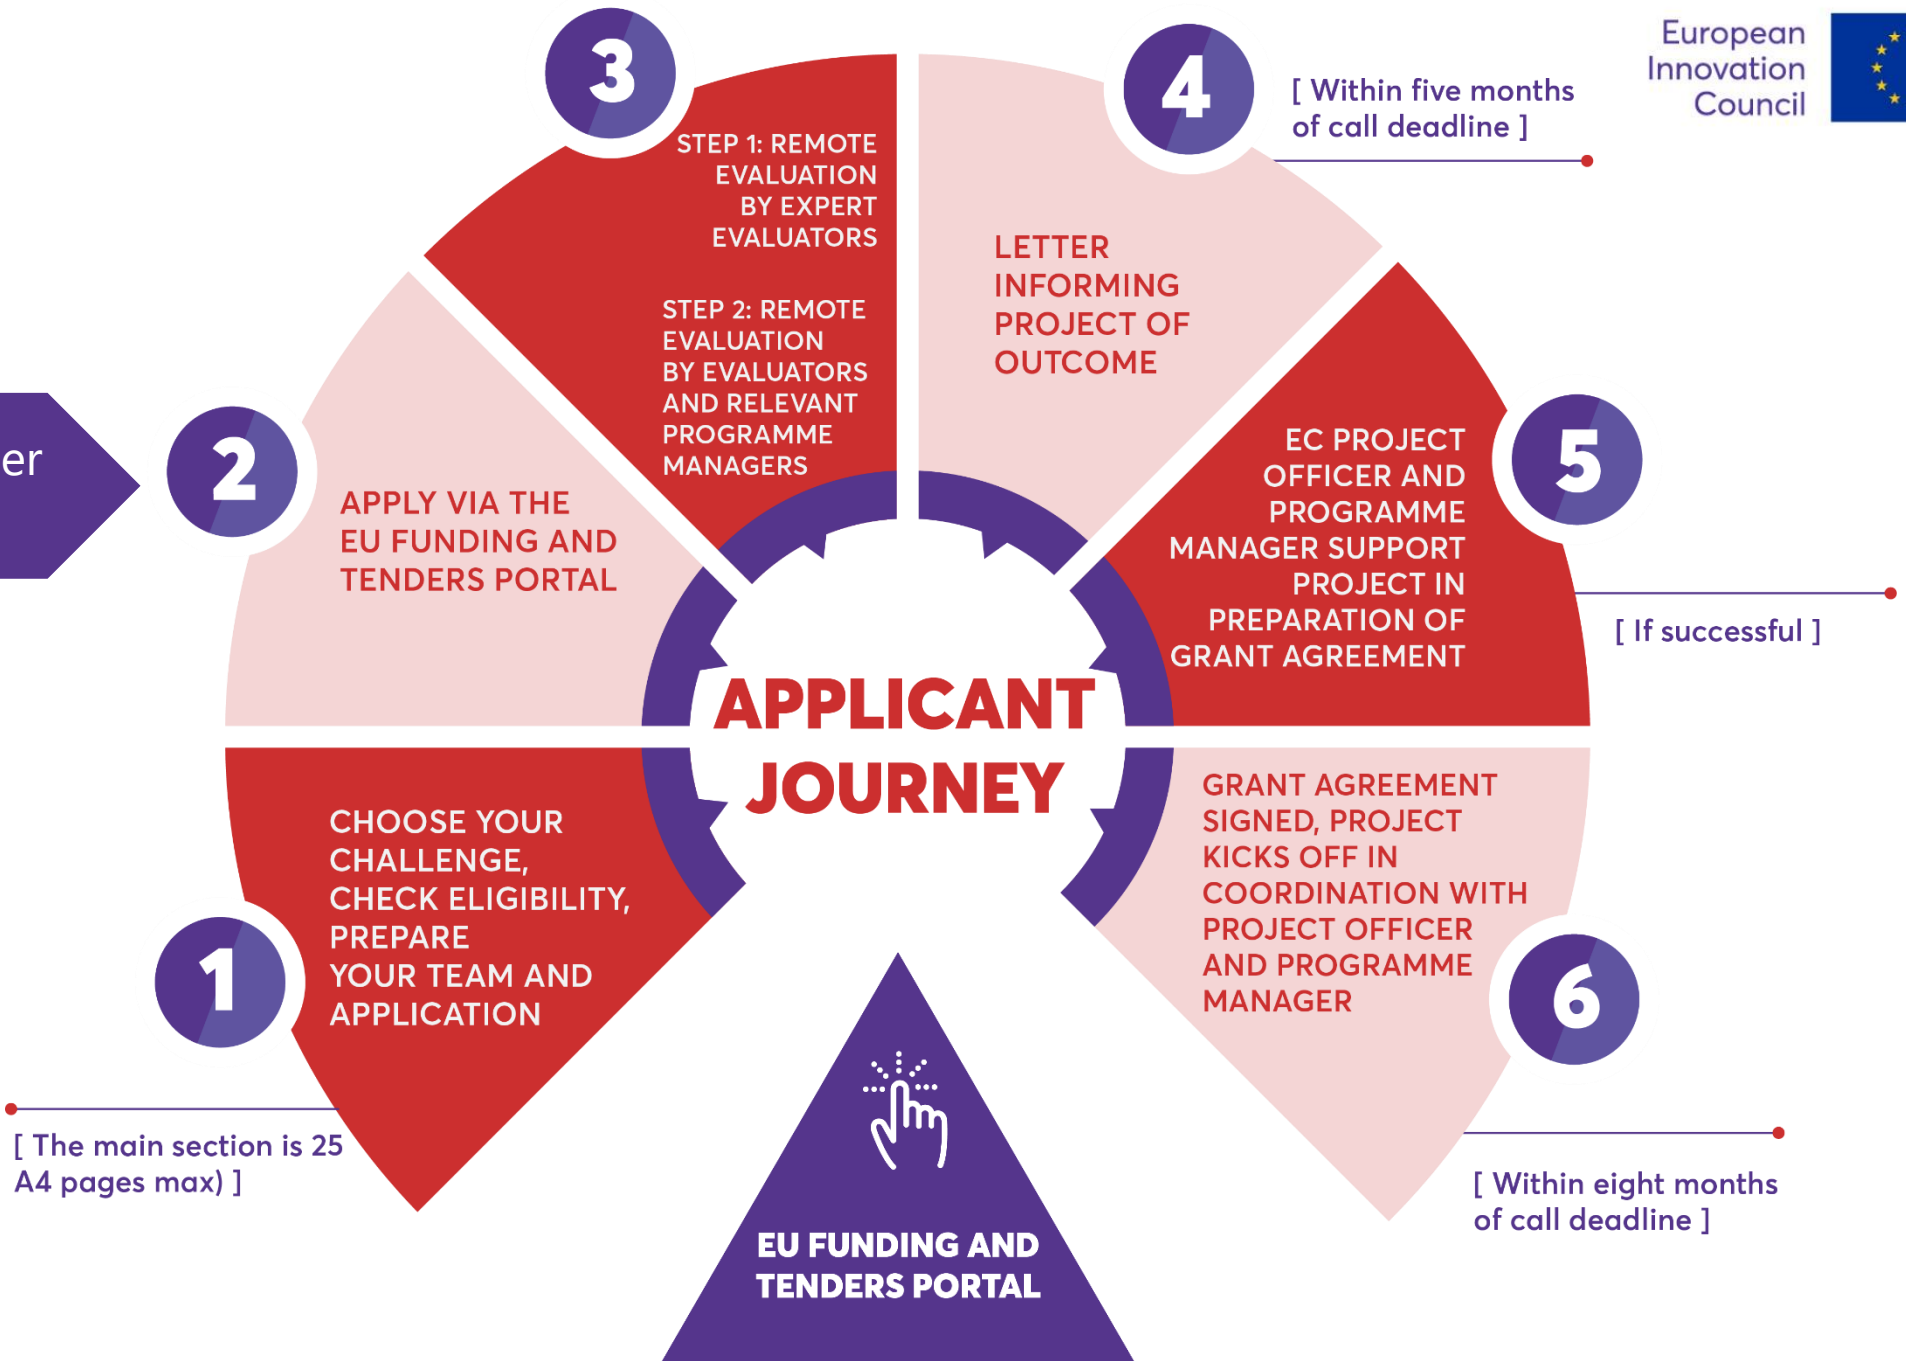 European
Innovation
Council
er
1
CHOOSE YOUR
CHALLENGE,
CHECK ELIGIBILITY,
PREPARE
YOUR TEAM AND
APPLICATION
[ The main section is 25
A4 pages max) ]
2
APPLY VIA THE
EU FUNDING AND
TENDERS PORTAL
3
STEP 1: REMOTE
EVALUATION
BY EXPERT
EVALUATORS
STEP 2: REMOTE
EVALUATION
BY EVALUATORS
AND RELEVANT
PROGRAMME
MANAGERS
4
[ Within five months
of call deadline ]
LETTER
INFORMING
PROJECT OF
OUTCOME
5
EC PROJECT
OFFICER AND
PROGRAMME
MANAGER SUPPORT
PROJECT IN
PREPARATION OF
GRANT AGREEMENT
[ If successful ]
6
GRANT AGREEMENT
SIGNED, PROJECT
KICKS OFF IN
COORDINATION WITH
PROJECT OFFICER
AND PROGRAMME
MANAGER
[ Within eight months
of call deadline ]
APPLICANT
JOURNEY
EU FUNDING AND
TENDERS PORTAL